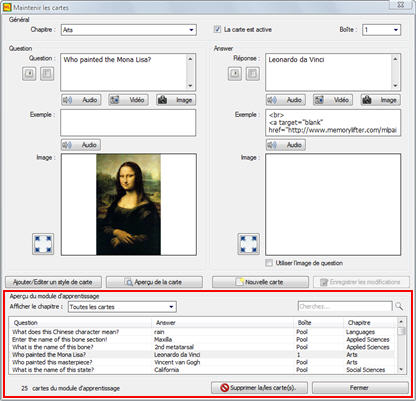 Maintenir les cartes
Général
Chapitre : Arts La carte est active Boîte : 1
Question Answer
Question : Who painted the Mona Lisa? Réponse : Leonardo da Vinci
Audio Vidéo Image Audio Vidéo Image
Exemple : Exemple : <br>
<a target="blank"
href="http://www.memorylifter.com/mlpai
Audio Audio
Image : Image :
Utiliser l'image de question
Ajouter/Editer un style de carte Aperçu de la carte Nouvelle carte Enregistrer les modifications
Aperçu du module d'apprentissage
Afficher le chapitre : Toutes les cartes Cherchez...
Question Answer Boîte Chapitre
What does this Chinese character mean? rain Pool Languages
Enter the name of this bone section! Maxilla Pool Applied Sciences
What is the name of this bone? 2nd metatarsal Pool Applied Sciences
Who painted the Mona Lisa? Leonardo da Vinci 1 Arts
Who painted this masterpiece? Vincent van Gogh Pool Arts
What is the name of this state? California Pool Social Sciences
25 cartes du module d'apprentissage Supprimer la/les carte(s). Fermer